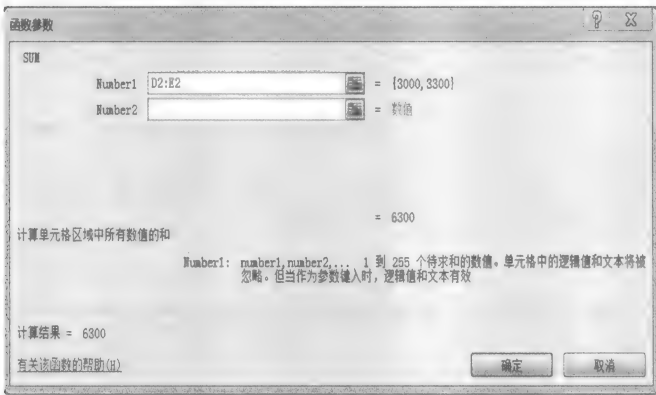 函数参数
SUM
Number1 D2:E2 = {3000,3300}
Number2 = 数值
= 6300
计算单元格区域中所有数值的和
Number1: number1,number2,... 1 到 255 个待求和的数值。单元格中的逻辑值和文本将被
忽略。但当作为参数键入时，逻辑值和文本有效
计算结果 = 6300
有关该函数的帮助(H)
确定 取消